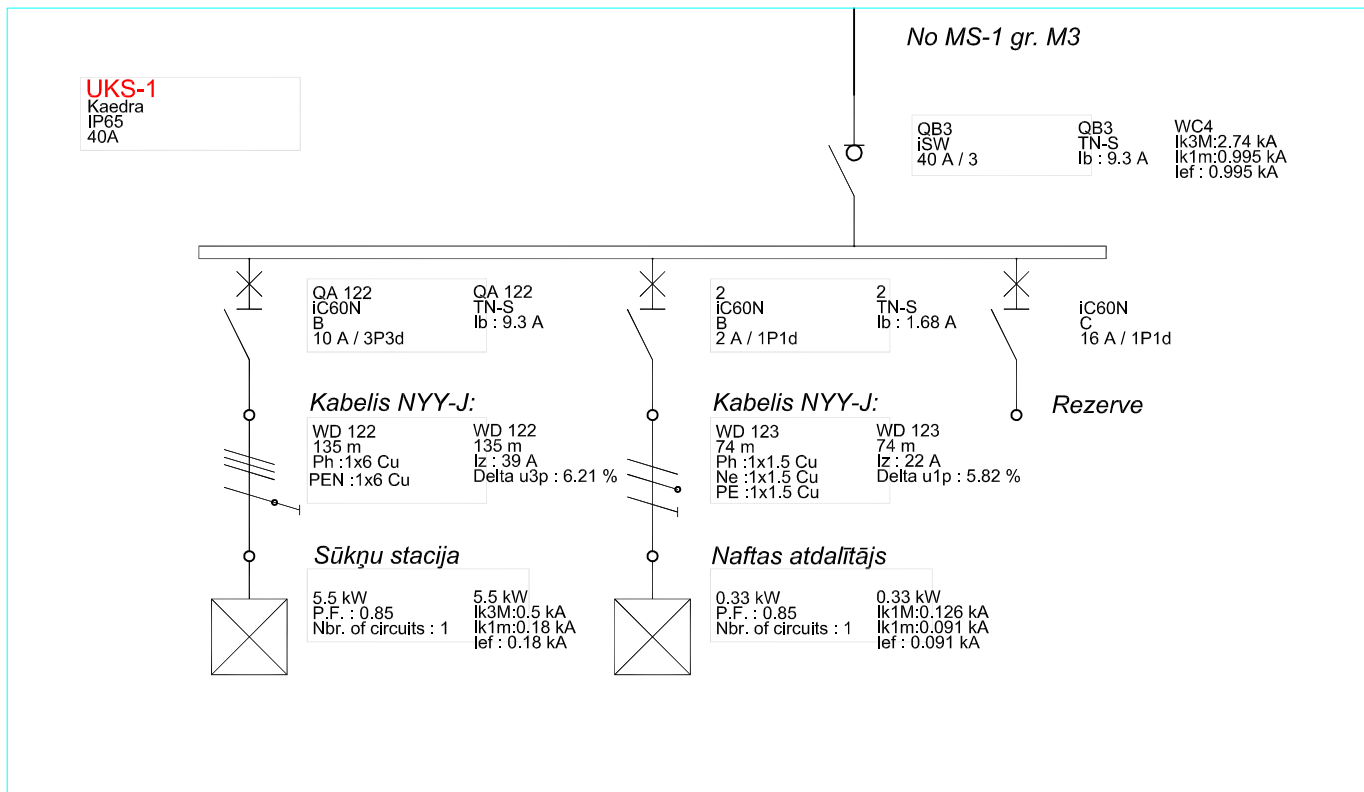 No MS-1 gr. M3
UKS-1
Kaedra
IP65
40A
QB3
iSW
40 A / 3
QB3
TN-S
Ib : 9.3 A
WC4
Ik3M:2.74 kA
Ik1m:0.995 kA
Ief : 0.995 kA
QA 122
iC60N
B
10 A / 3P3d
QA 122
TN-S
Ib : 9.3 A
2
iC60N
B
2 A / 1P1d
2
TN-S
Ib : 1.68 A
iC60N
C
16 A / 1P1d
Kabelis NYY-J:
WD 122
135 m
Ph :1x6 Cu
PEN :1x6 Cu
WD 122
135 m
Iz : 39 A
Delta u3p : 6.21 %
Kabelis NYY-J:
WD 123
74 m
Ph :1x1.5 Cu
Ne :1x1.5 Cu
PE :1x1.5 Cu
WD 123
74 m
Iz : 22 A
Delta u1p : 5.82 %
Rezerve
Sūkņu stacija
5.5 kW
P.F. : 0.85
Nbr. of circuits : 1
5.5 kW
Ik3M:0.5 kA
Ik1m:0.18 kA
Ief : 0.18 kA
Naftas atdalītājs
0.33 kW
P.F. : 0.85
Nbr. of circuits : 1
0.33 kW
Ik1M:0.126 kA
Ik1m:0.091 kA
Ief : 0.091 kA